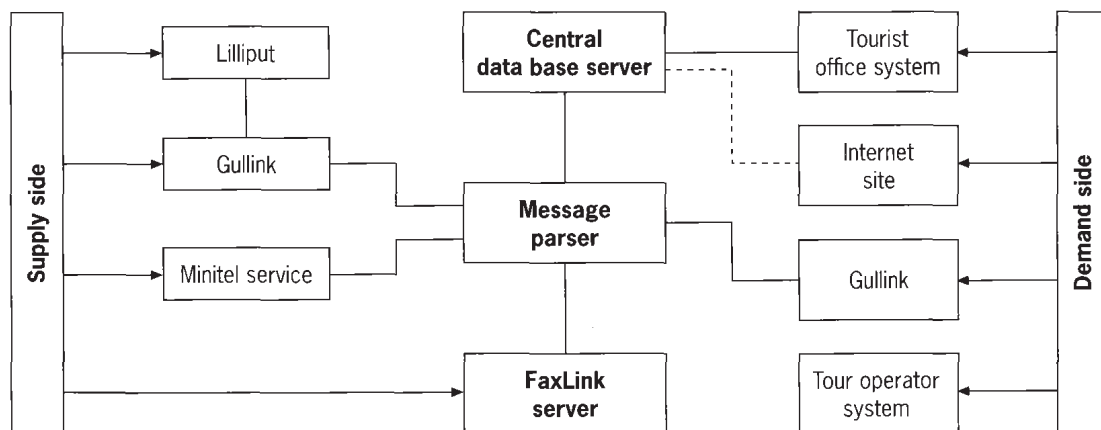 Supply side
Lilliput
Gullink
Minitel service
Central
data base server
Message
parser
FaxLink
server
Tourist
office system
Internet
site
Gullink
Tour operator
system
Demand side